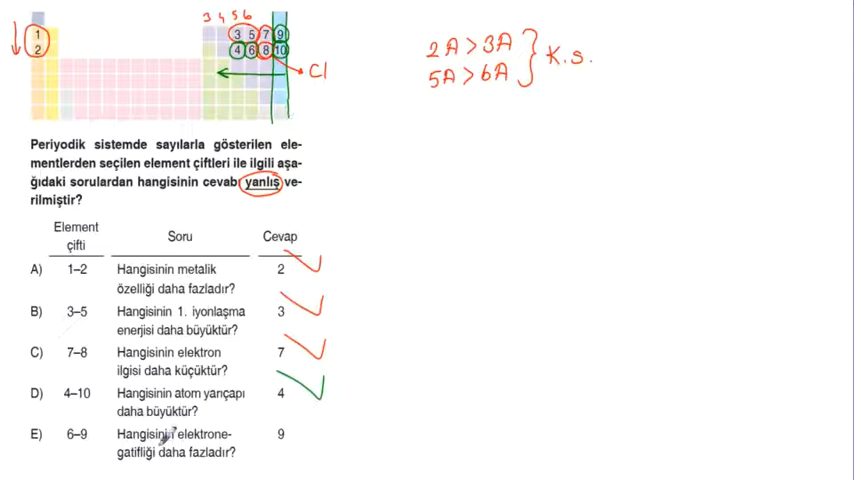 3 4 5 6
1 3 5 7 9
2 4 6 8 10
Cl
2A > 3A
5A > 6A
K.s.
Periyodik sistemde sayılarla gösterilen ele-
mentlerden seçilen element çiftleri ile ilgili aşa-
ğıdaki sorulardan hangisinin cevabı yanlış ve-
rilmiştir?
Element
çifti
Soru
Cevap
A) 1–2 Hangisinin metalik 2
özelliği daha fazladır?
B) 3–5 Hangisinin 1. iyonlaşma 3
enerjisi daha büyüktür?
C) 7–8 Hangisinin elektron 7
ilgisi daha küçüktür?
D) 4–10 Hangisinin atom yarıçapı 4
daha büyüktür?
E) 6–9 Hangisinin elektrone- 9
gatifliği daha fazladır?